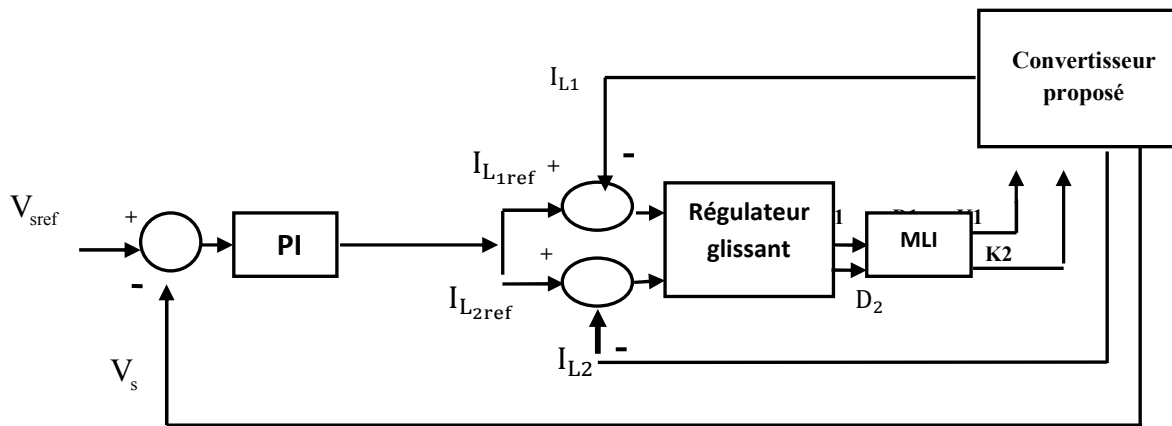 Convertisseur
proposé
I_L1
-
I_L1ref +
V_sref
+
Régulateur
glissant
PI
MLI
K2
+
-
I_L2ref
D_2
I_L2 -
V_s